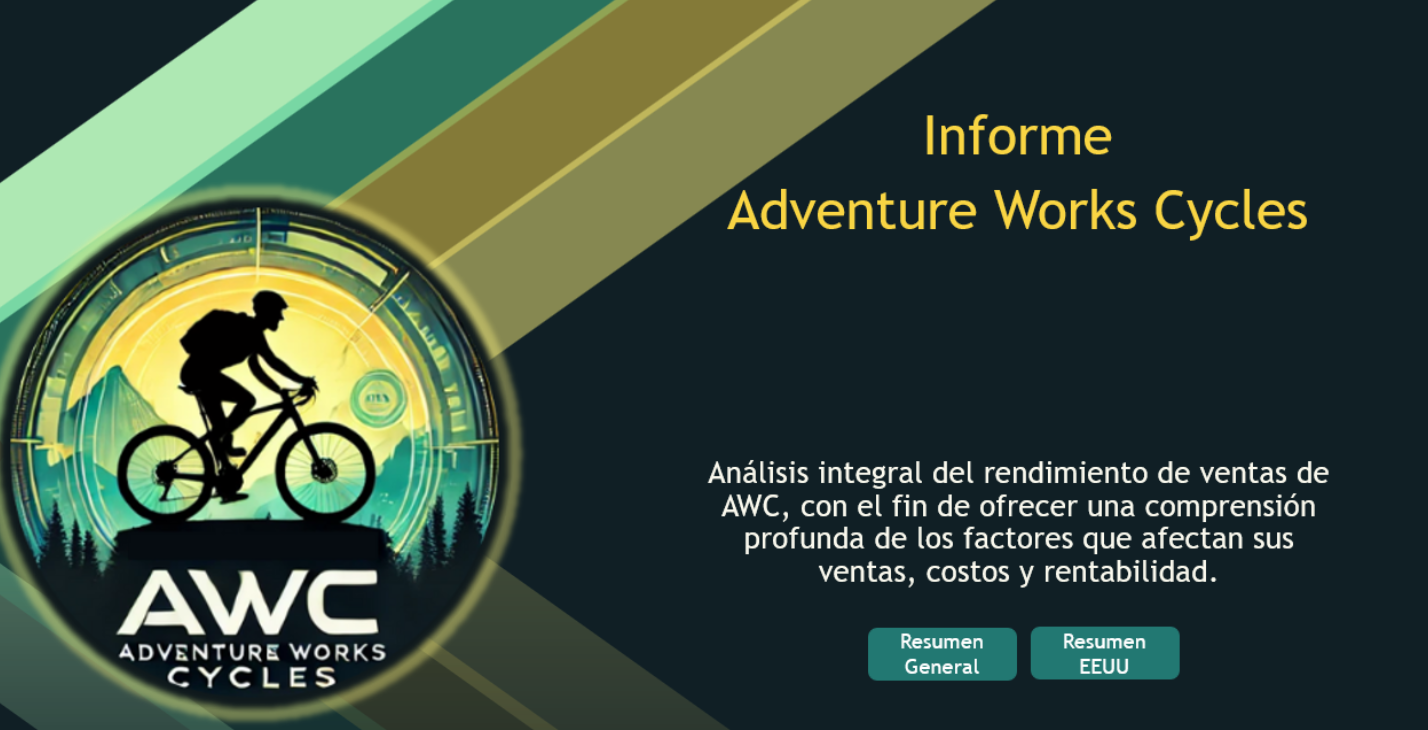 Informe
Adventure Works Cycles
Análisis integral del rendimiento de ventas de
AWC, con el fin de ofrecer una comprensión
profunda de los factores que afectan sus
ventas, costos y rentabilidad.
Resumen
General
Resumen
EEUU
AWC
ADVENTURE WORKS
CYCLES